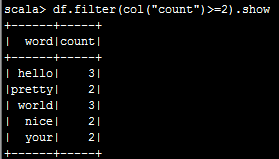 scala> df.filter(col("count")>=2).show
+------+-----+
|  word|count|
+------+-----+
| hello|    3|
|pretty|    2|
| world|    3|
|  nice|    2|
|  your|    2|
+------+-----+